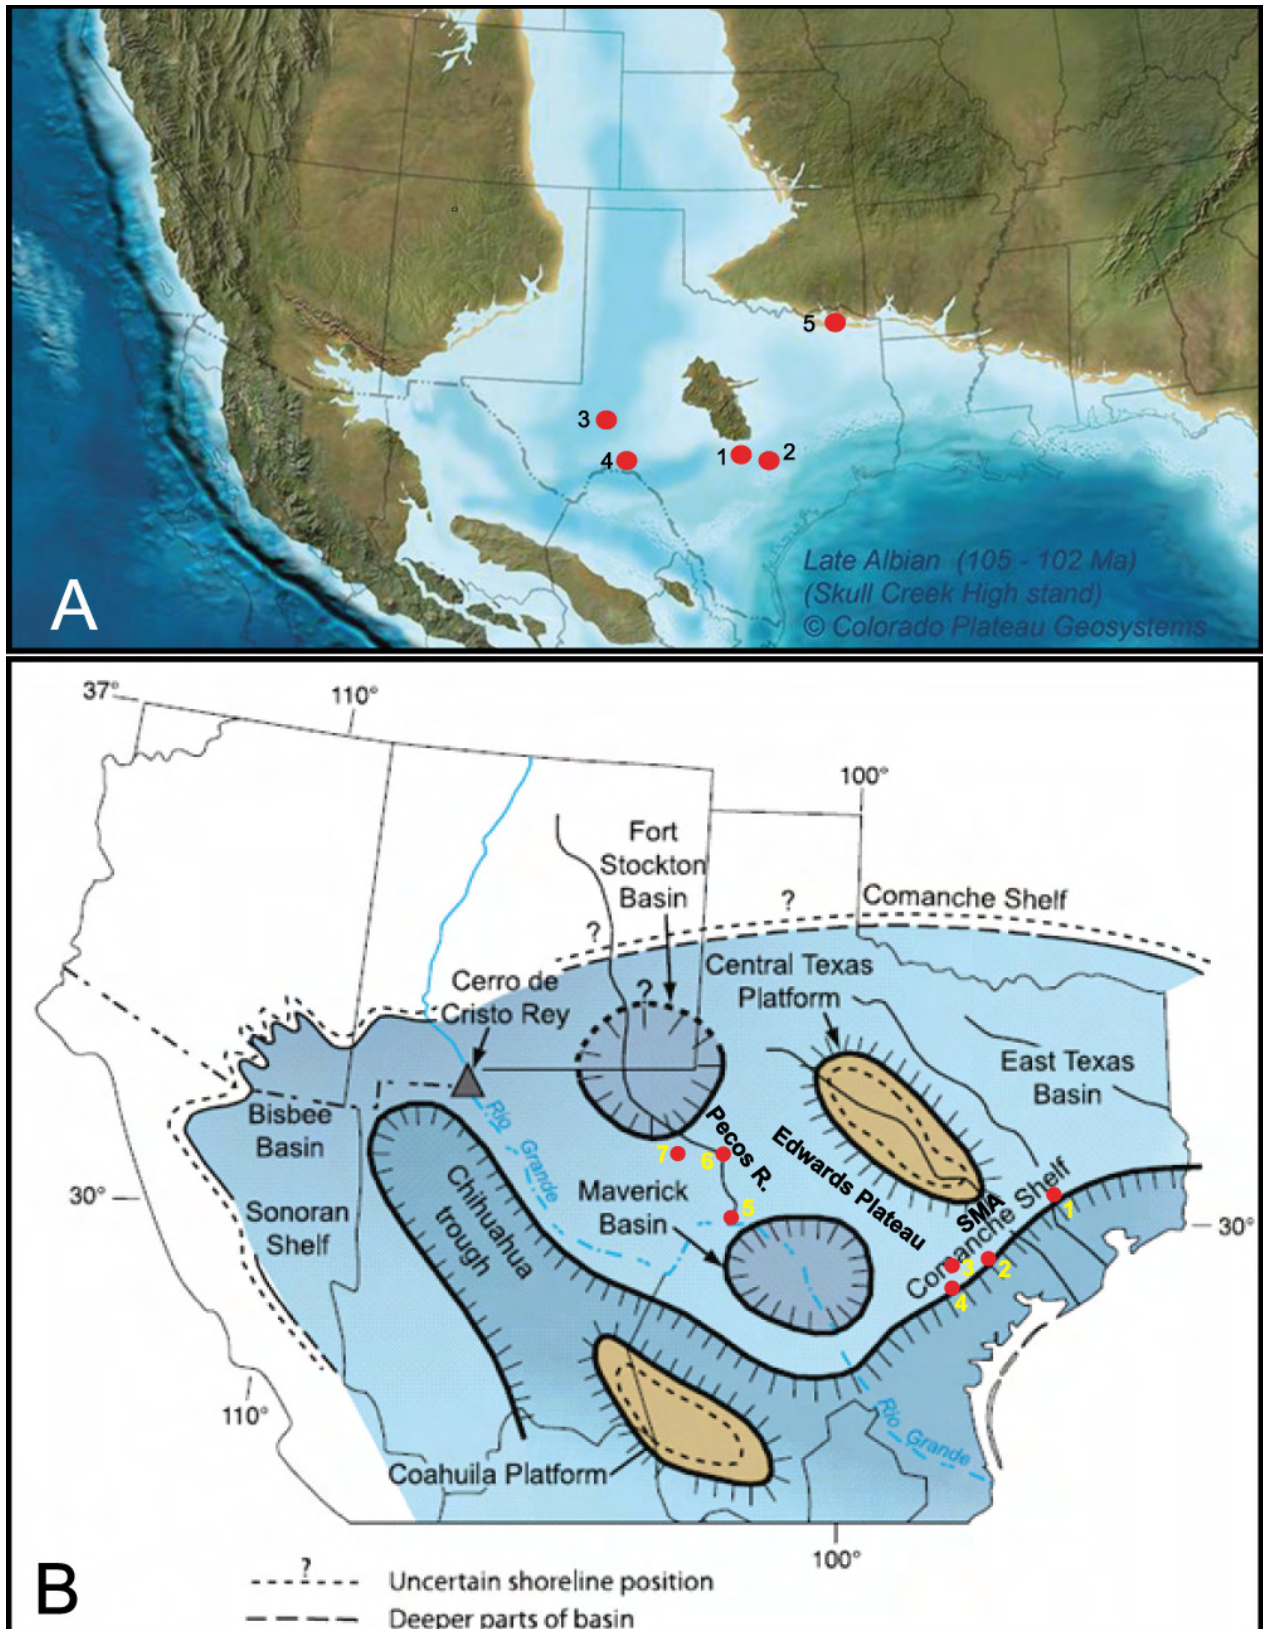 5
3
4
1
2
Late Albian (105 - 102 Ma)
(Skull Creek High stand)
© Colorado Plateau Geosystems
A
37°
110°
100°
Fort
Stockton
Basin
?
Comanche Shelf
?
Central Texas
Platform
Cerro de
Cristo Rey
?
East Texas
Basin
Bisbee
Basin
Rio Grande
Pecos R.
Edwards Plateau
7
6
30°
Chihuahua
trough
Maverick
Basin
5
SMA
Comanche Shelf
1
30°
Sonoran
Shelf
3
2
4
110°
Rio Grande
Coahuila Platform
100°
B
?
Uncertain shoreline position
Deeper parts of basin